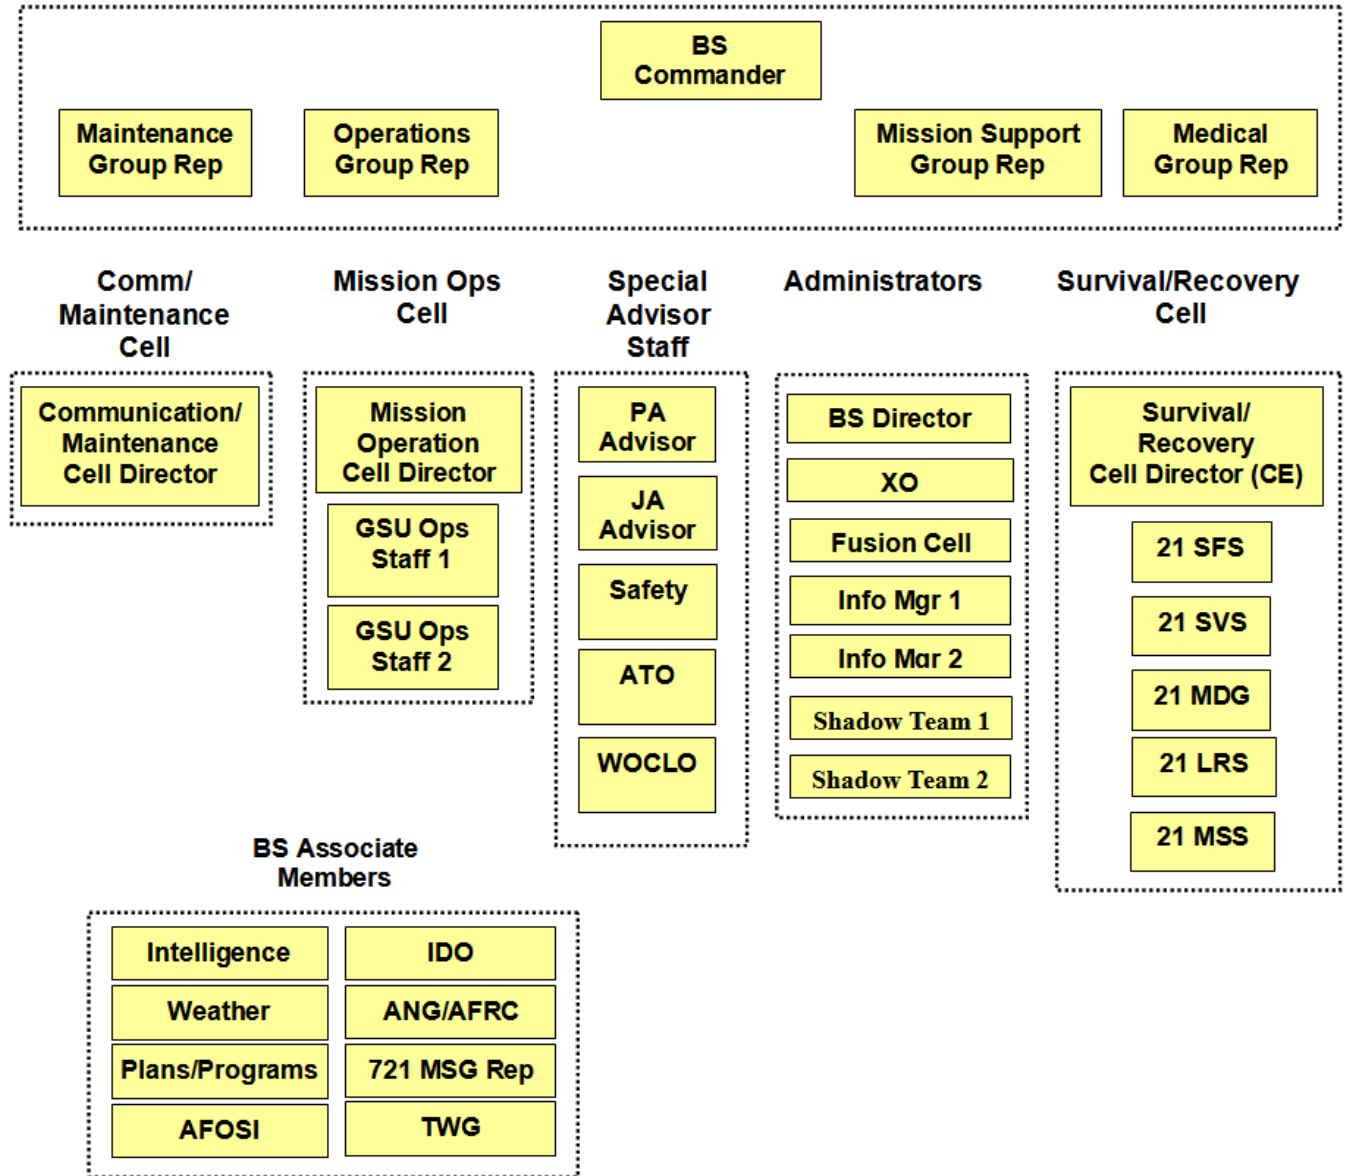 BS
Commander
Maintenance
Group Rep
Operations
Group Rep
Mission Support
Group Rep
Medical
Group Rep
Comm/
Maintenance
Cell
Mission Ops
Cell
Special
Advisor
Staff
Administrators
Survival/Recovery
Cell
Communication/
Maintenance
Cell Director
Mission
Operation
Cell Director
GSU Ops
Staff 1
GSU Ops
Staff 2
PA
Advisor
JA
Advisor
Safety
ATO
WOCLO
BS Director
XO
Fusion Cell
Info Mgr 1
Info Mgr 2
Shadow Team 1
Shadow Team 2
Survival/
Recovery
Cell Director (CE)
21 SFS
21 SVS
21 MDG
21 LRS
21 MSS
BS Associate
Members
Intelligence
IDO
Weather
ANG/AFRC
Plans/Programs
721 MSG Rep
AFOSI
TWG